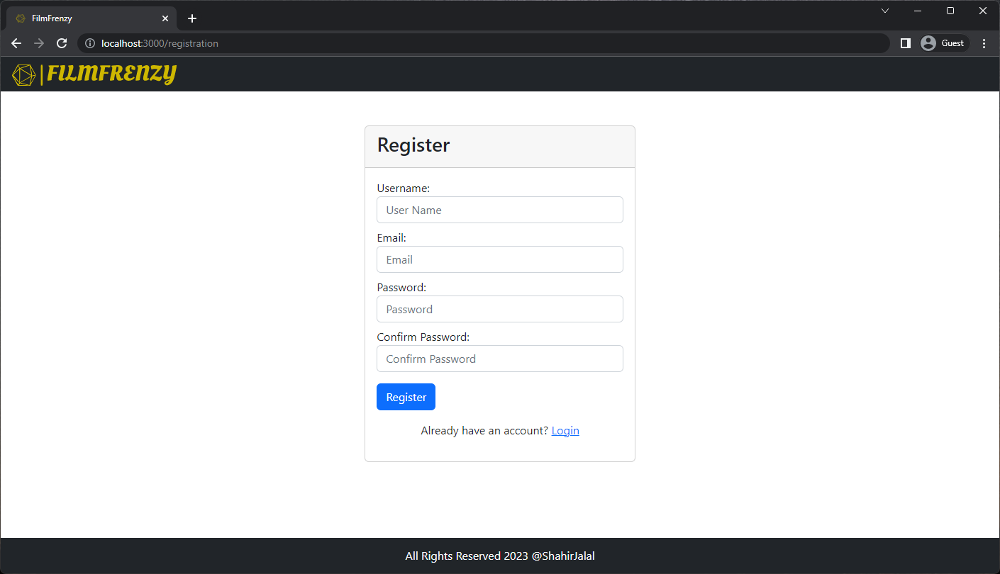 FilmFrenzy
localhost:3000/registration
Guest
|FILMFRENZY
Register
Username:
User Name
Email:
Email
Password:
Password
Confirm Password:
Confirm Password
Register
Already have an account? Login
All Rights Reserved 2023 @ShahirJalal